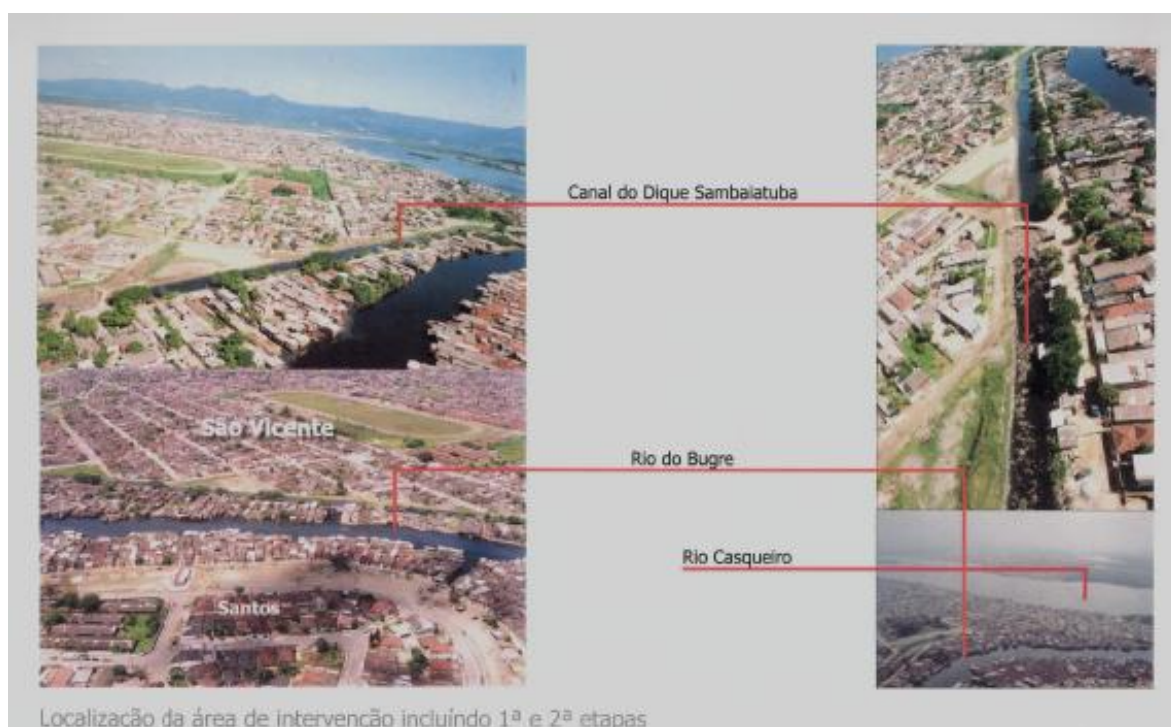 Canal do Dique Sambaiatuba
São Vicente
Rio do Bugre
Rio Casqueiro
Santos
Localização da área de intervenção incluíndo 1ª e 2ª etapas